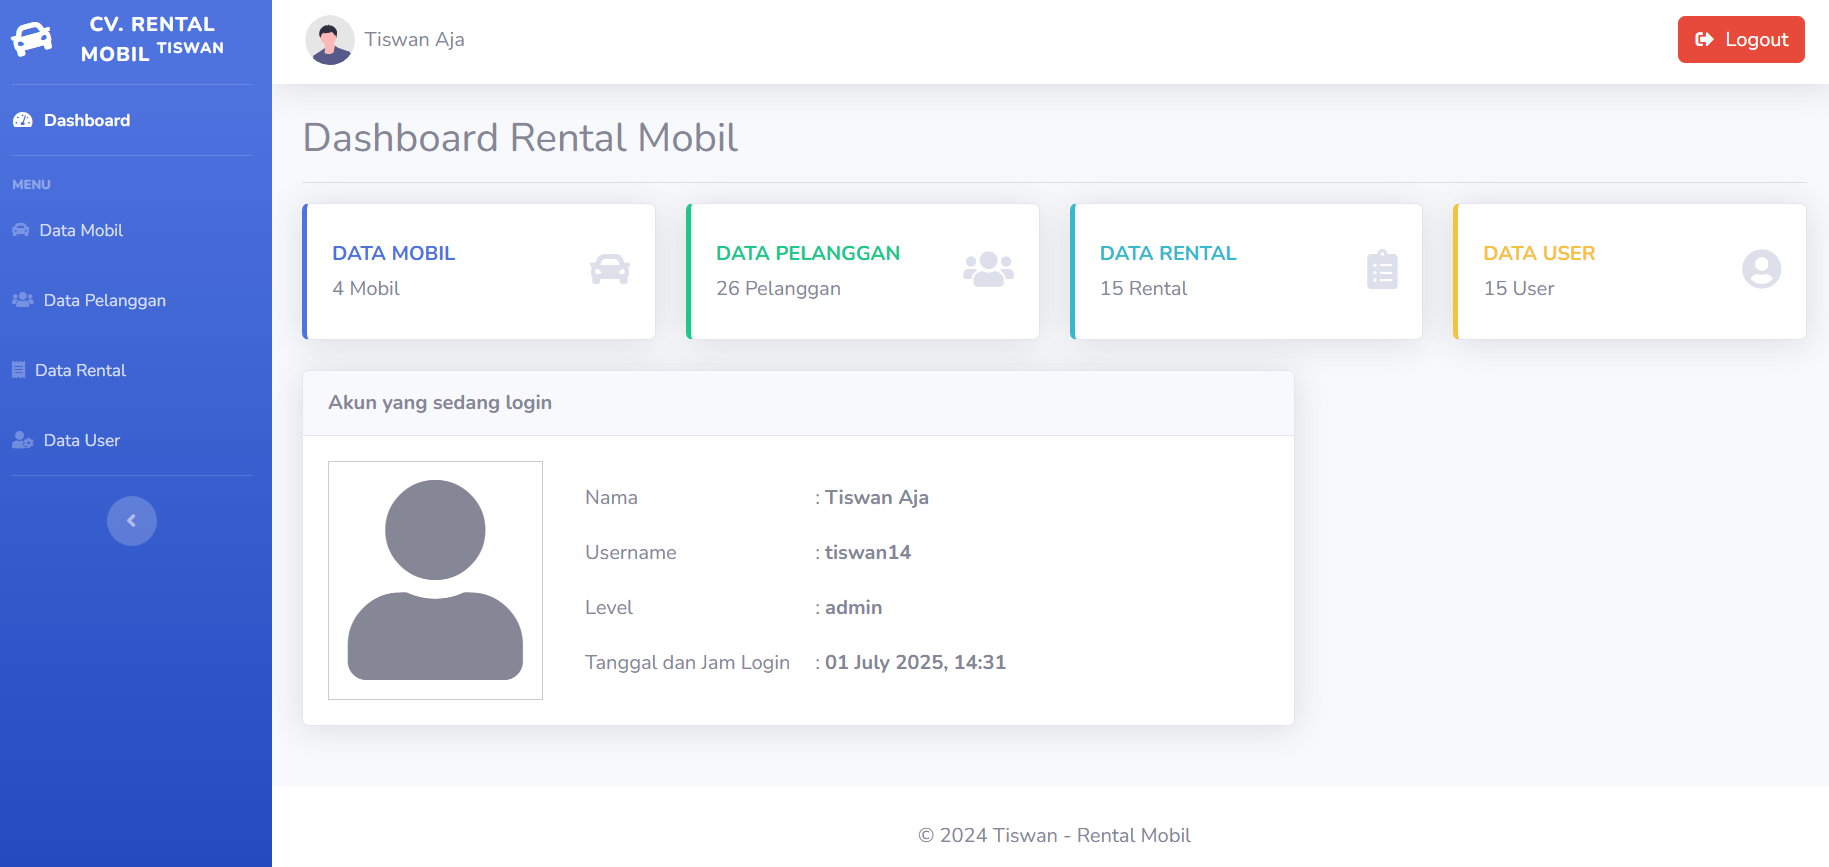 CV. RENTAL
MOBIL TISWAN
Dashboard
MENU
Data Mobil
Data Pelanggan
Data Rental
Data User
Tiswan Aja
Logout
Dashboard Rental Mobil
DATA MOBIL
4 Mobil
DATA PELANGGAN
26 Pelanggan
DATA RENTAL
15 Rental
DATA USER
15 User
Akun yang sedang login
Nama : Tiswan Aja
Username : tiswan14
Level : admin
Tanggal dan Jam Login : 01 July 2025, 14:31
© 2024 Tiswan - Rental Mobil